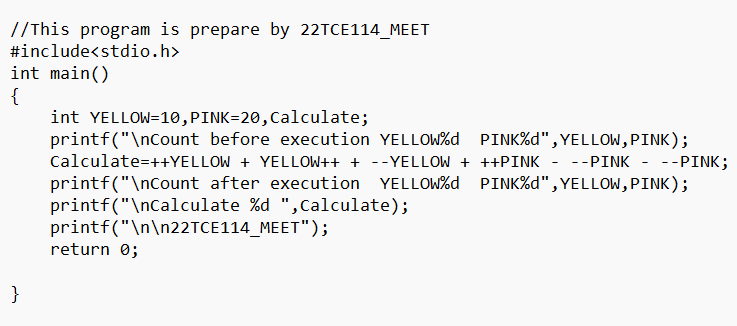 //This program is prepare by 22TCE114_MEET
#include<stdio.h>
int main()
{
    int YELLOW=10,PINK=20,Calculate;
    printf("\nCount before execution YELLOW%d  PINK%d",YELLOW,PINK);
    Calculate=++YELLOW + YELLOW++ + --YELLOW + ++PINK - --PINK - --PINK;
    printf("\nCount after execution  YELLOW%d  PINK%d",YELLOW,PINK);
    printf("\nCalculate %d ",Calculate);
    printf("\n\n22TCE114_MEET");
    return 0;

}